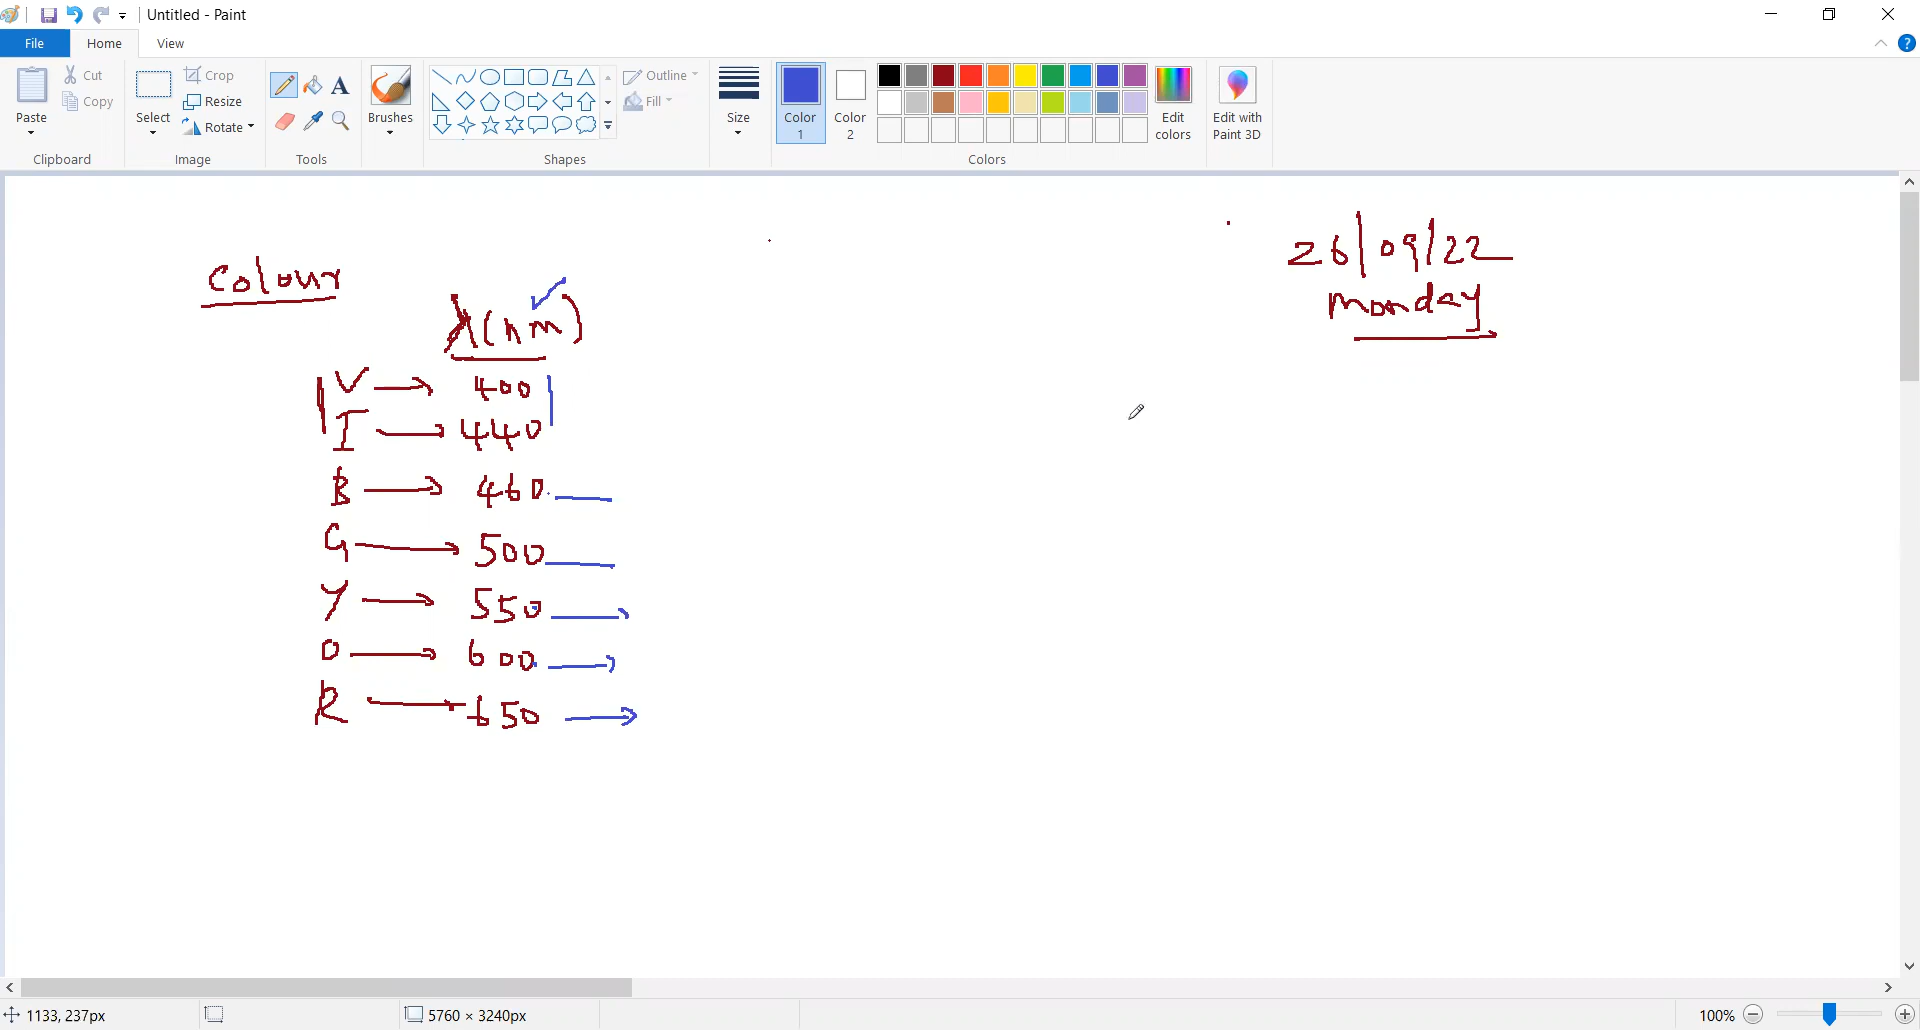 Untitled - Paint
File Home View
Paste
Cut
Copy
Clipboard
Select
Crop
Resize
Rotate
Image
Tools
Brushes
Shapes
Outline
Fill
Size
Color 1
Color 2
Colors
Edit colors
Edit with Paint 3D
26/09/22
monday
Colour
λ(nm)
V → 400
I → 440
B → 460
G → 500
Y → 550
O → 600
R → 650
1133, 237px
5760 × 3240px
100%